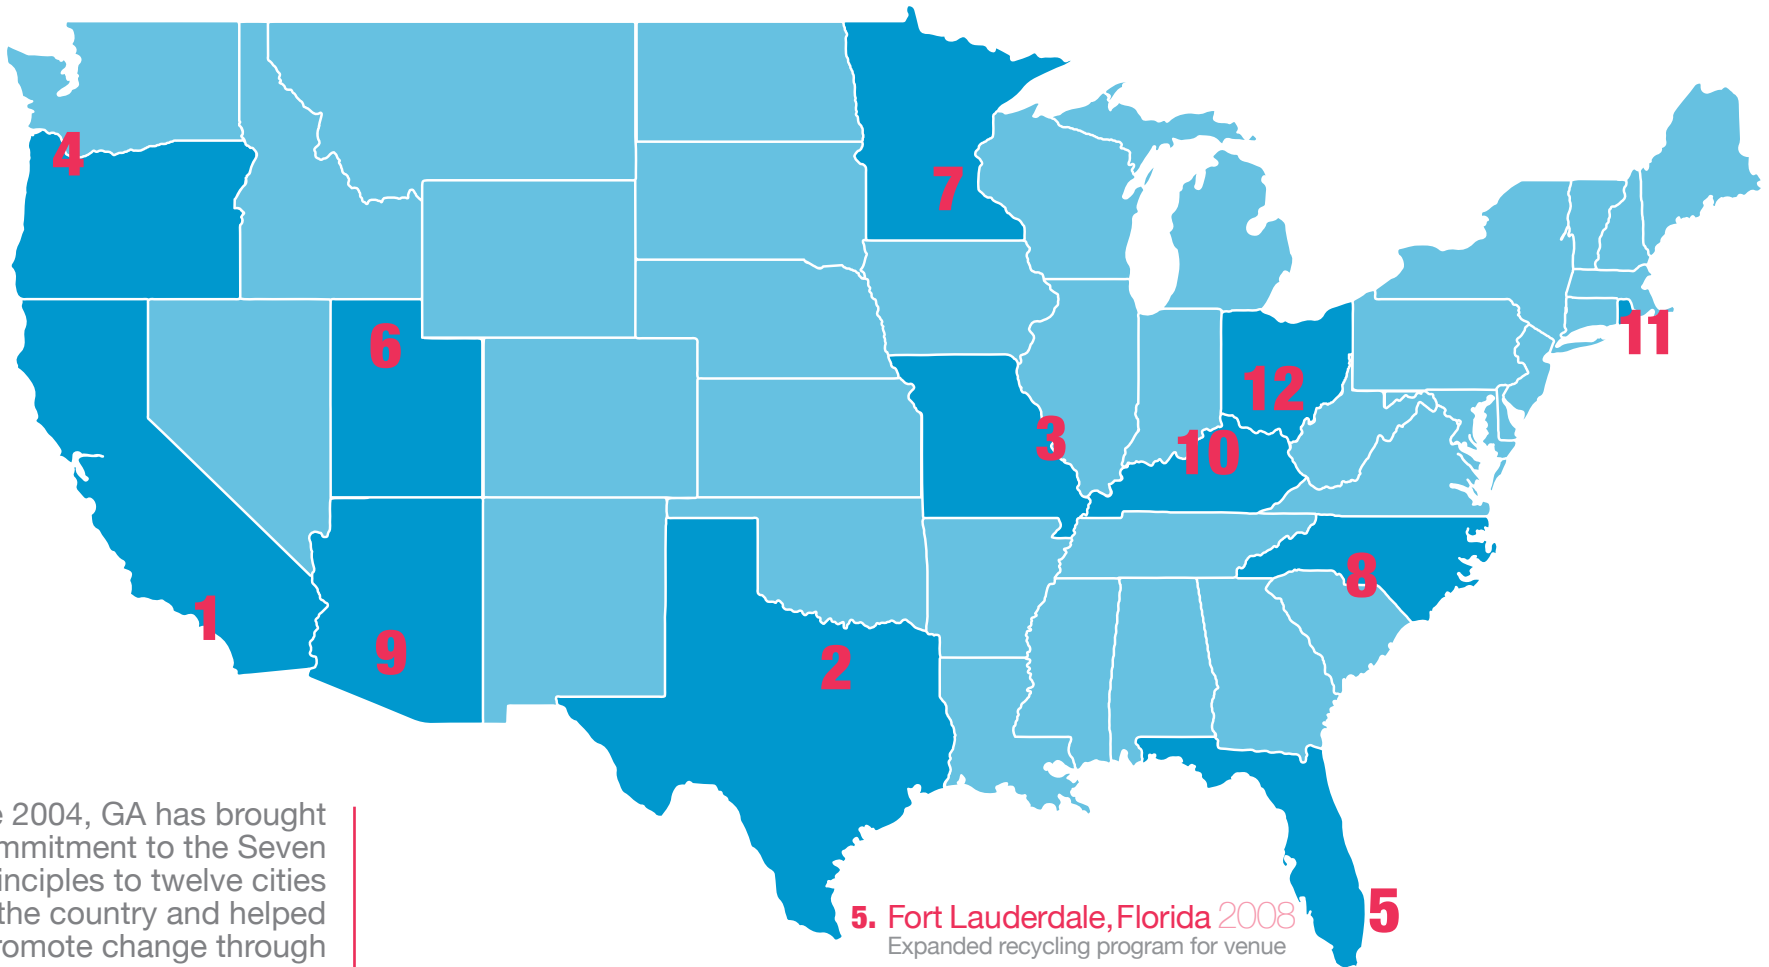 4
7
6
11
12
3
10
8
1
9
2
5
2004, GA has brought
mmitment to the Seven
inciples to twelve cities
the country and helped
romote change through
5. Fort Lauderdale, Florida 2008
Expanded recycling program for venue